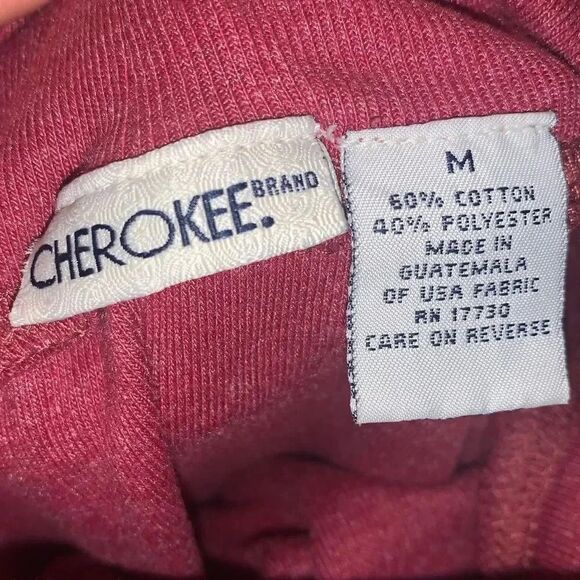 CHEROKEE. BRAND
M
60% COTTON
40% POLYESTER
MADE IN
GUATEMALA
OF USA FABRIC
RN 17730
CARE ON REVERSE